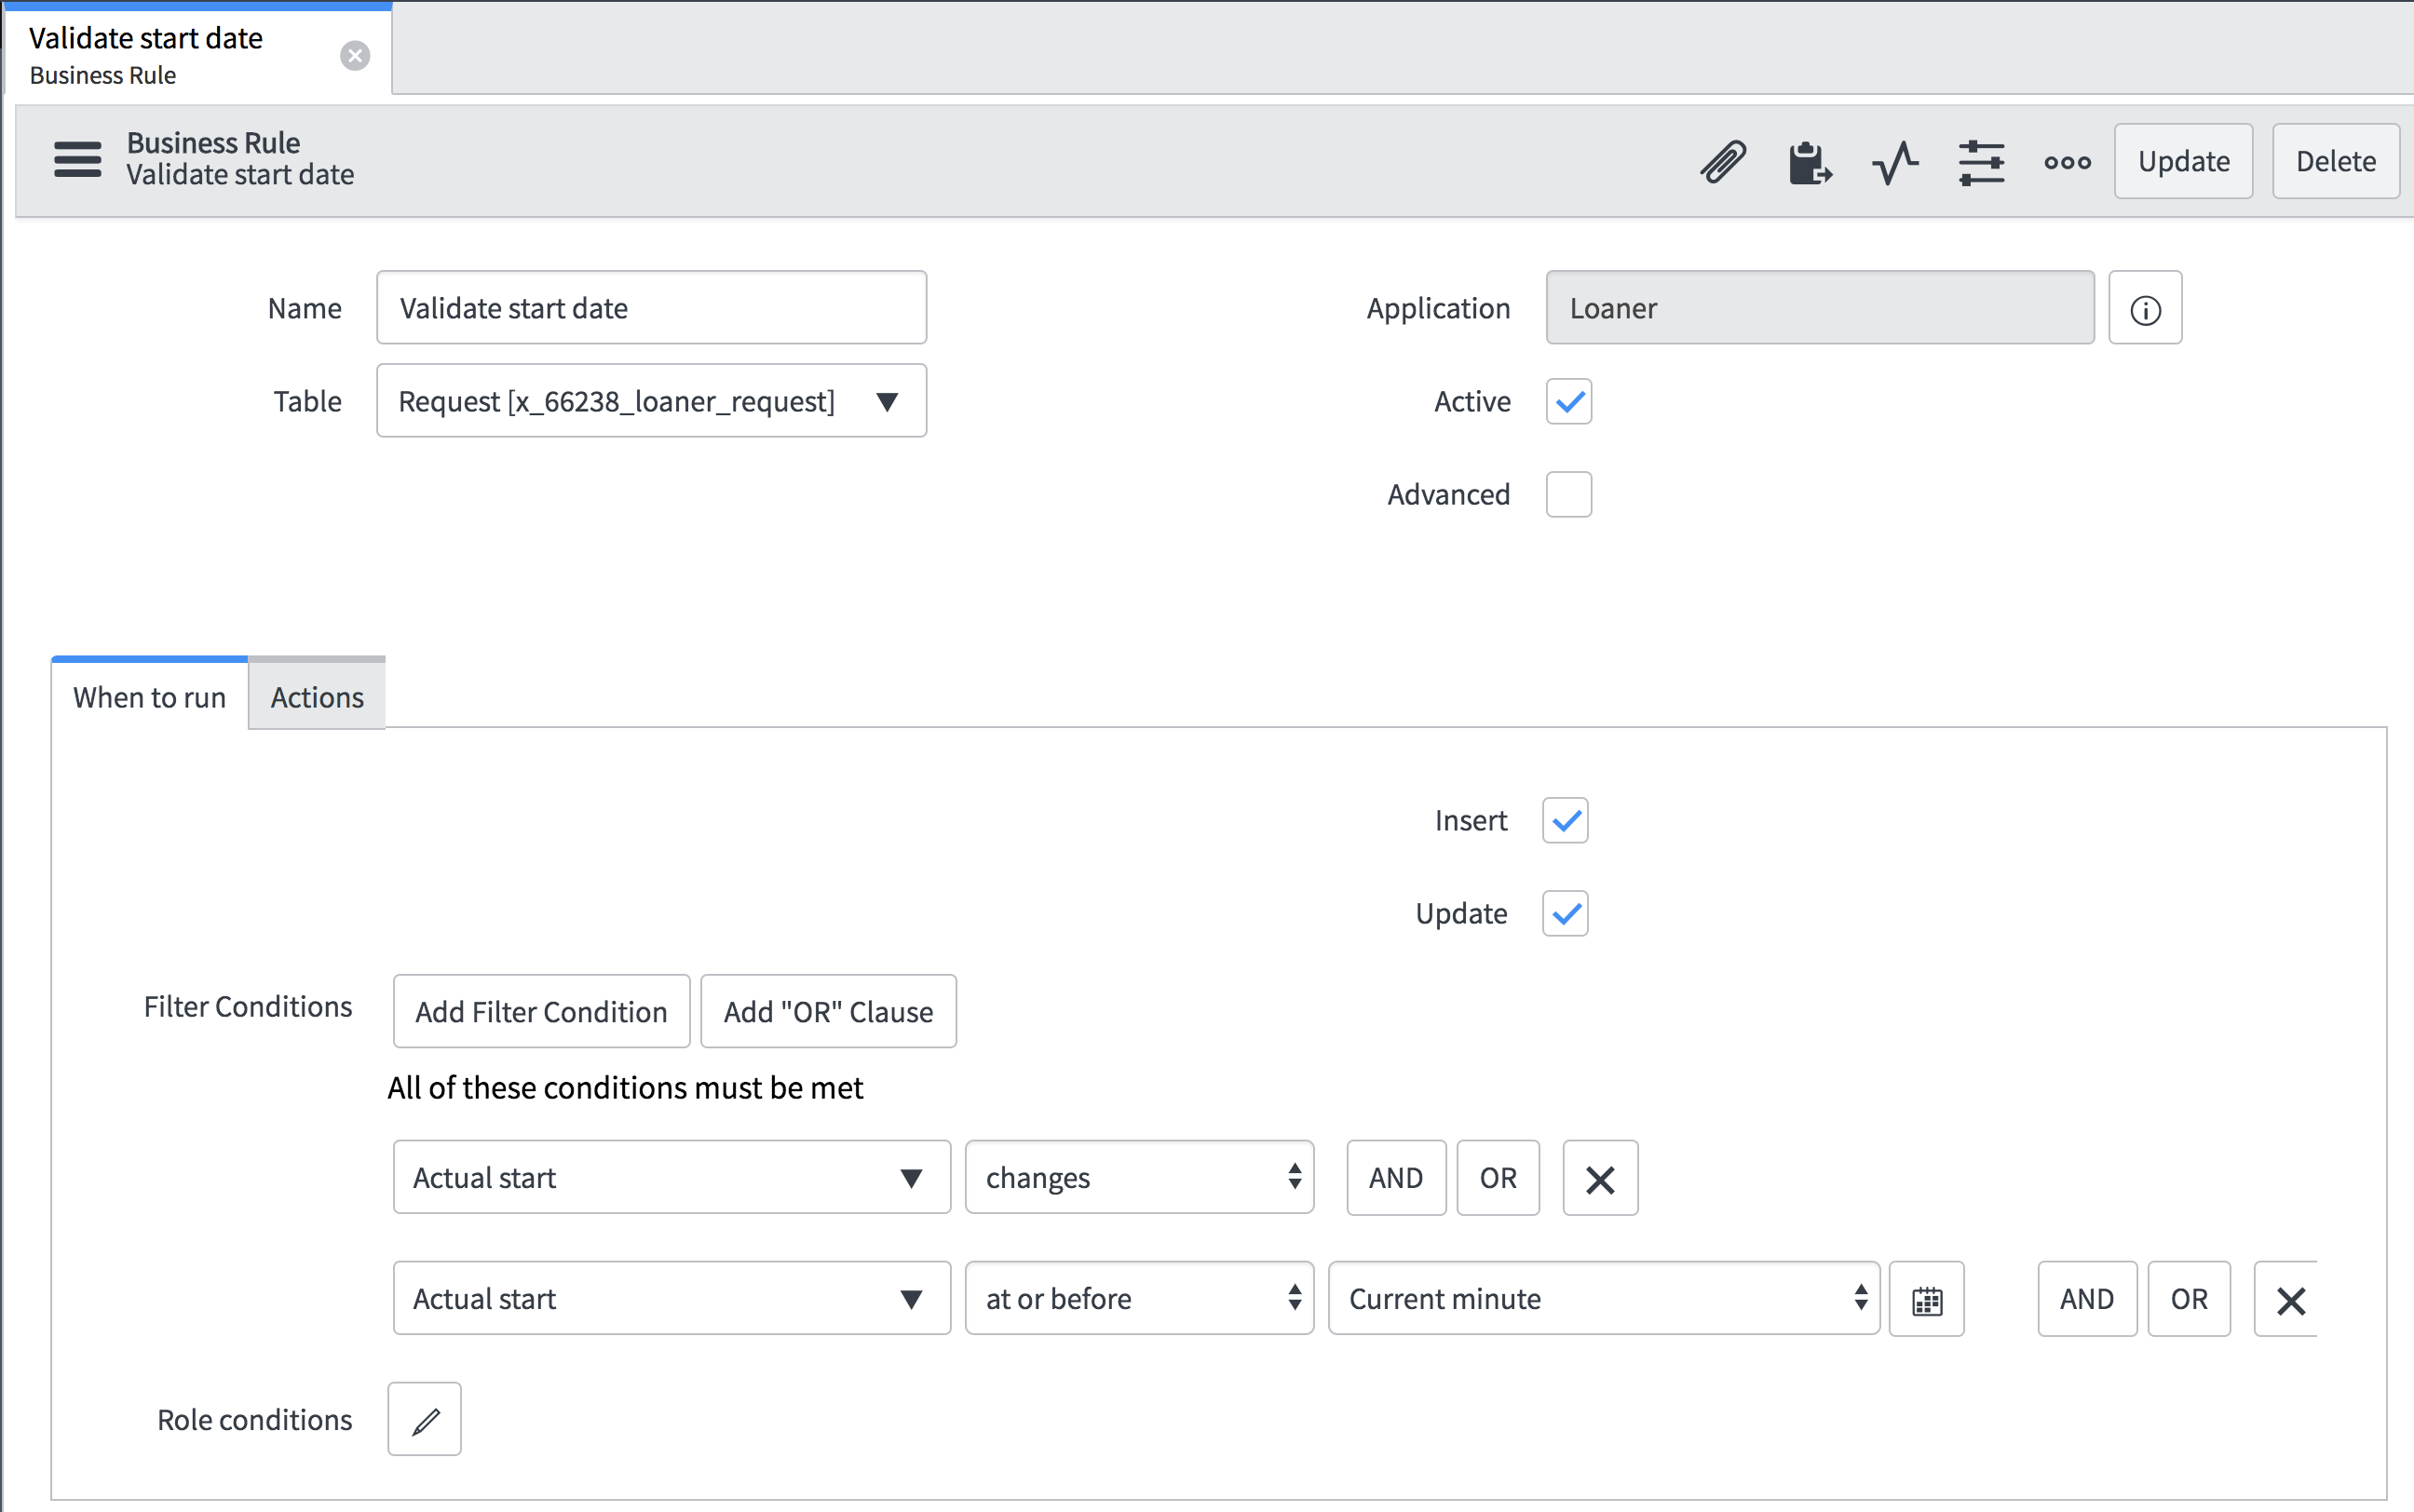 Validate start date
Business Rule
Business Rule
Validate start date
Update
Delete
Name
Validate start date
Application
Loaner
Table
Request [x_66238_loaner_request]
Active
Advanced
When to run
Actions
Insert
Update
Filter Conditions
Add Filter Condition
Add "OR" Clause
All of these conditions must be met
Actual start
changes
AND
OR
Actual start
at or before
Current minute
AND
OR
Role conditions